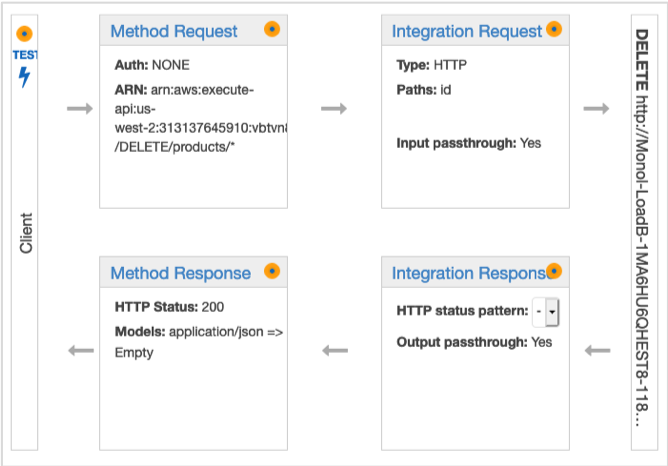 TEST
Client
Method Request
Auth: NONE
ARN: arn:aws:execute-
api:us-
west-2:313137645910:vbtvn
/DELETE/products/*
Integration Request
Type: HTTP
Paths: id
Input passthrough: Yes
DELETE http://Monol-LoadB-1MA6HU6QHEST8-118...
Method Response
HTTP Status: 200
Models: application/json =>
Empty
Integration Respons
HTTP status pattern: -
Output passthrough: Yes